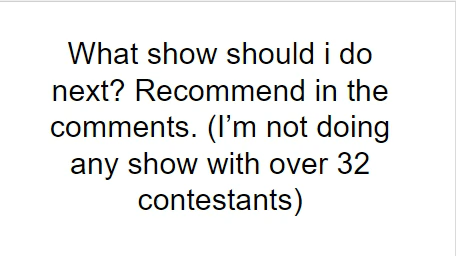 What show should i do
next? Recommend in the
comments. (I’m not doing
any show with over 32
contestants)